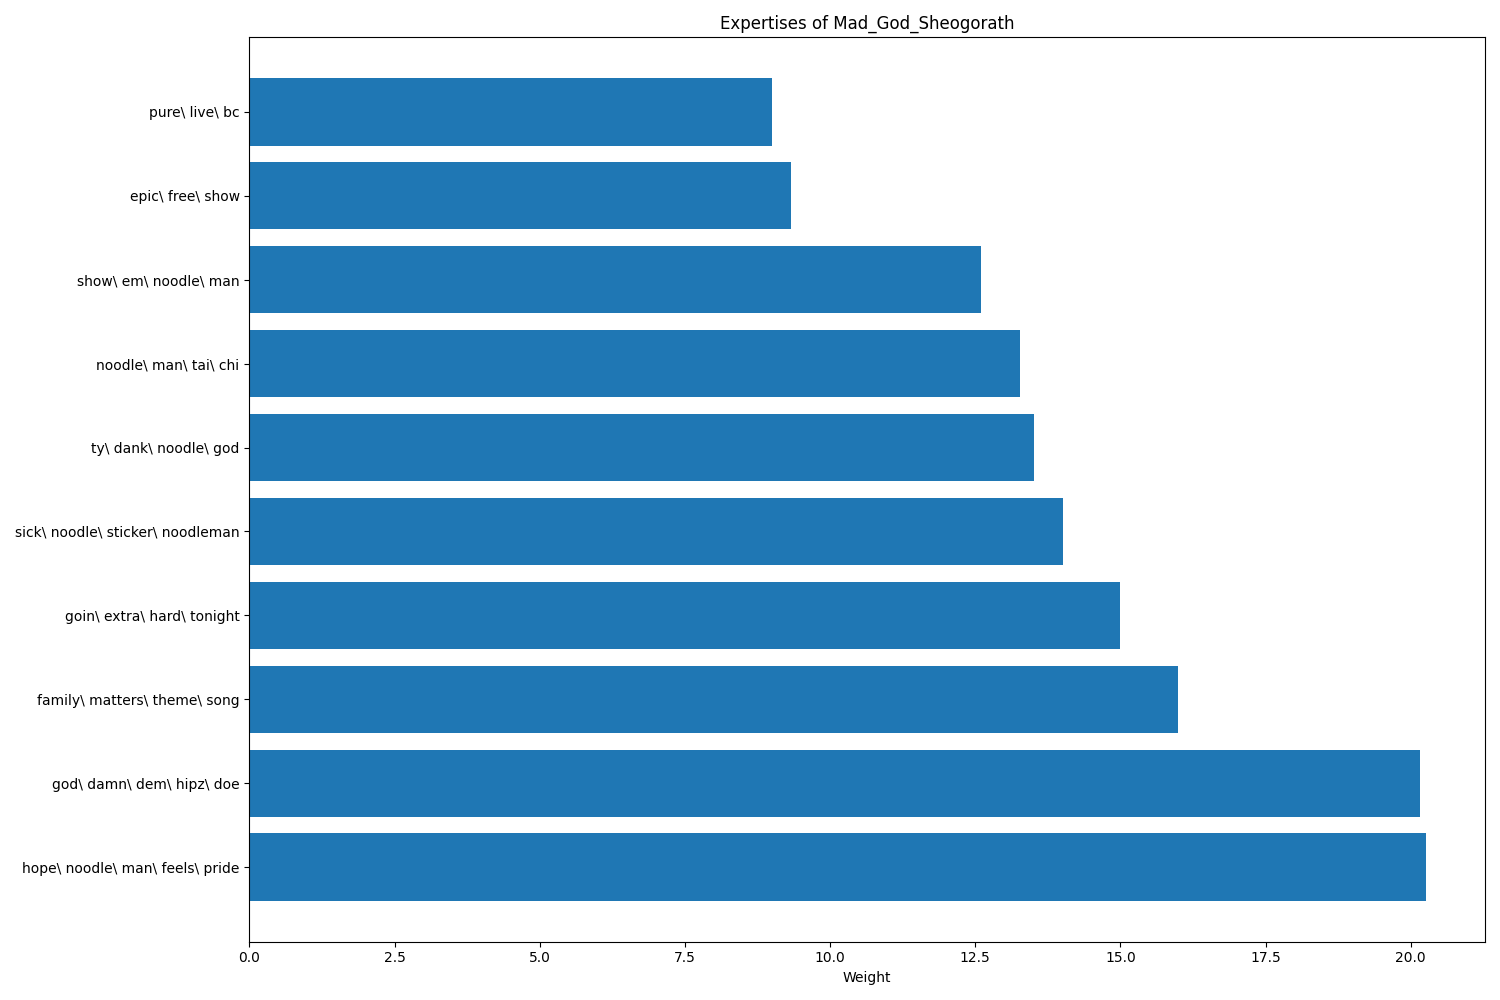 Expertises of Mad_God_Sheogorath
pure\ live\ bc
epic\ free\ show
show\ em\ noodle\ man
noodle\ man\ tai\ chi
ty\ dank\ noodle\ god
sick\ noodle\ sticker\ noodleman
goin\ extra\ hard\ tonight
family\ matters\ theme\ song
god\ damn\ dem\ hipz\ doe
hope\ noodle\ man\ feels\ pride
0.0 2.5 5.0 7.5 10.0 12.5 15.0 17.5 20.0
Weight